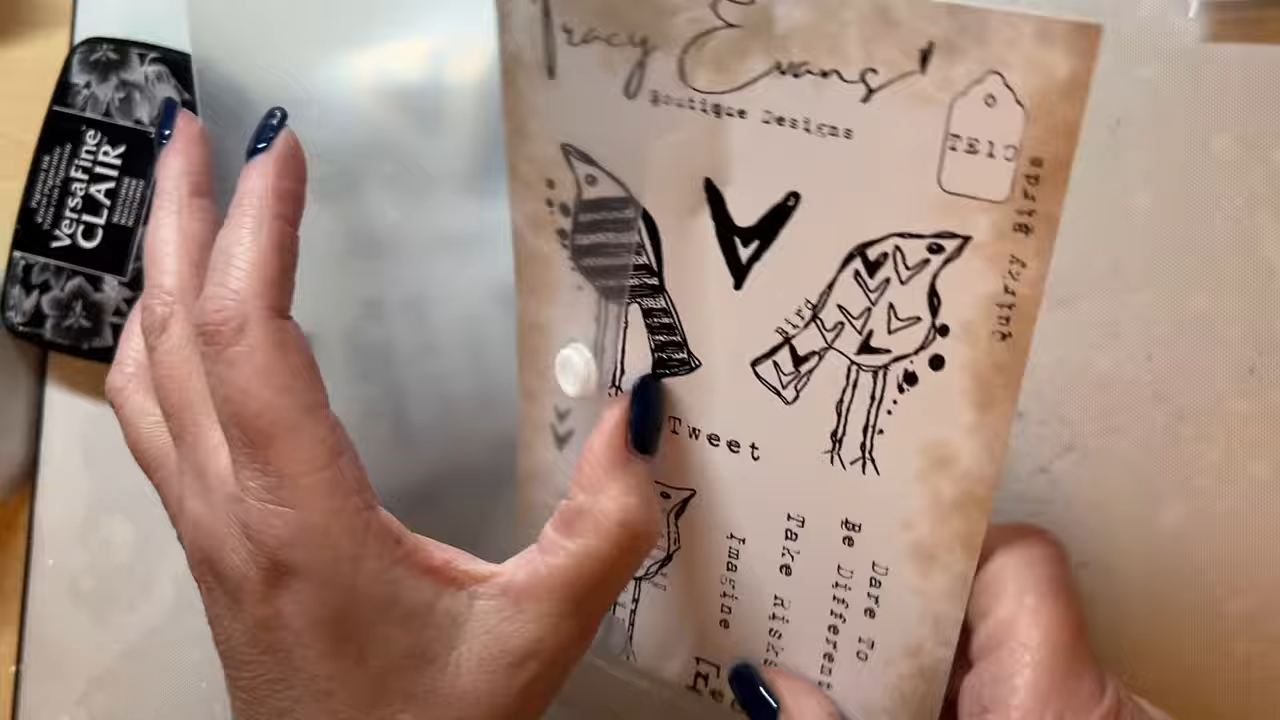 Tracy Evans
Boutique Designs
TE10
Quirky Birds
Bird
Tweet
Dare To
Be Different
Take Risks
Imagine
VersaFine
CLAIR